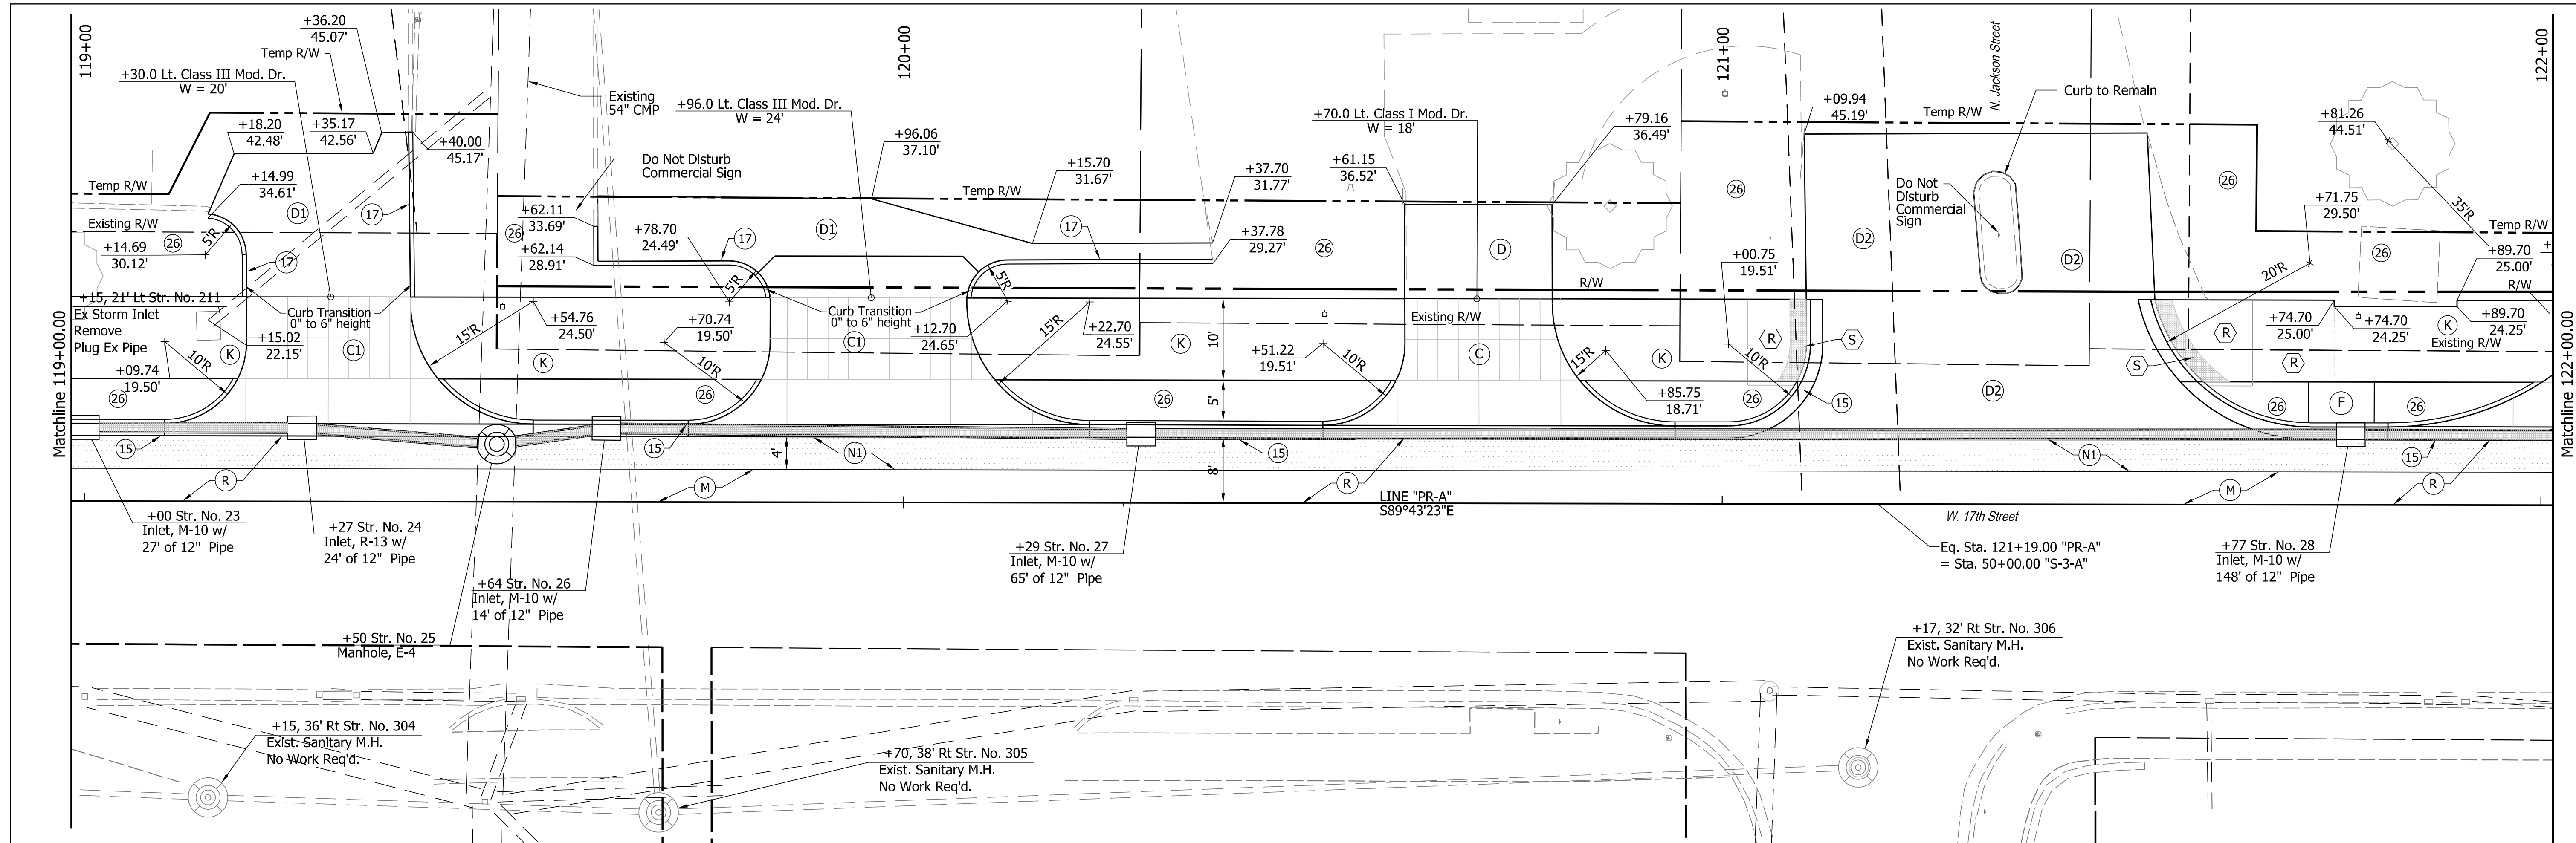 119+00
120+00
121+00
122+00
N. Jackson Street
+36.20
45.07'
Temp R/W
+30.0 Lt. Class III Mod. Dr.
W = 20'
+18.20
42.48'
+35.17
42.56'
+40.00
45.17'
Existing
54" CMP
+96.0 Lt. Class III Mod. Dr.
W = 24'
+96.06
37.10'
Do Not Disturb
Commercial Sign
+15.70
31.67'
+37.70
31.77'
+70.0 Lt. Class I Mod. Dr.
W = 18'
+61.15
36.52'
+79.16
36.49'
+09.94
45.19'
Temp R/W
Curb to Remain
+81.26
44.51'
Temp R/W
+14.99
34.61'
D1
17
Existing R/W
26
5'R
+14.69
30.12'
17
+62.11
33.69'
26
+62.14
28.91'
+78.70
24.49'
17
D1
Temp R/W
17
+37.78
29.27'
26
D
26
D2
Do Not
Disturb
Commercial
Sign
D2
26
+71.75
29.50'
35'R
Temp R/W
26
+89.70
25.00'
+
+15, 21' Lt Str. No. 211
Ex Storm Inlet
Remove
Plug Ex Pipe
Curb Transition
0" to 6" height
+15.02
22.15'
K
C1
15'R
+54.76
24.50'
+70.74
19.50'
5'R
Curb Transition
0" to 6" height
C1
5'R
+12.70
24.65'
15'R
+22.70
24.55'
Existing R/W
R/W
+00.75
19.51'
20'R
R/W
+09.74
19.50'
10'R
26
K
10'R
26
K
10'
+51.22
19.51'
10'R
C
15'R
K
+85.75
18.71'
R
10'R
S
S
R
R
+74.70
25.00'
+74.70
24.25'
K
+89.70
24.25'
Existing R/W
26
5'
26
15
D2
26
F
26
15
15
4'
N1
8'
15
N1
15
R
M
R
M
R
LINE "PR-A"
S89°43'23"E
W. 17th Street
Matchline 119+00.00
Matchline 122+00.00
+00 Str. No. 23
Inlet, M-10 w/
27' of 12" Pipe
+27 Str. No. 24
Inlet, R-13 w/
24' of 12" Pipe
+64 Str. No. 26
Inlet, M-10 w/
14' of 12" Pipe
+50 Str. No. 25
Manhole, E-4
+29 Str. No. 27
Inlet, M-10 w/
65' of 12" Pipe
Eq. Sta. 121+19.00 "PR-A"
= Sta. 50+00.00 "S-3-A"
+77 Str. No. 28
Inlet, M-10 w/
148' of 12" Pipe
+17, 32' Rt Str. No. 306
Exist. Sanitary M.H.
No Work Req'd.
+15, 36' Rt Str. No. 304
Exist. Sanitary M.H.
No Work Req'd.
+70, 38' Rt Str. No. 305
Exist. Sanitary M.H.
No Work Req'd.